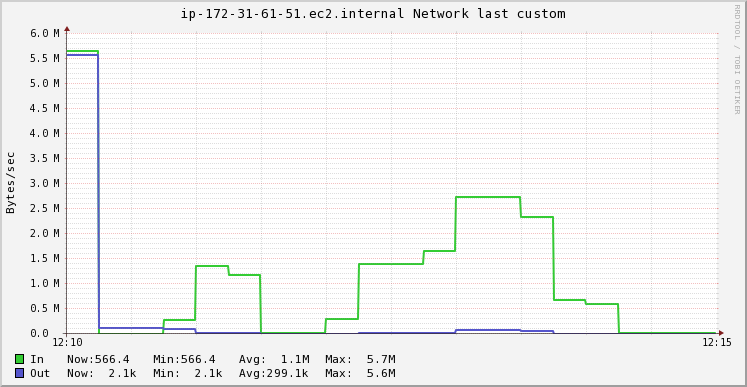 ip-172-31-61-51.ec2.internal Network last custom
RRDTOOL / TOBI OETIKER
Bytes/sec
6.0 M
5.5 M
5.0 M
4.5 M
4.0 M
3.5 M
3.0 M
2.5 M
2.0 M
1.5 M
1.0 M
0.5 M
0.0
12:10 12:15
In Now:566.4 Min:566.4 Avg: 1.1M Max: 5.7M
Out Now: 2.1k Min: 2.1k Avg:299.1k Max: 5.6M